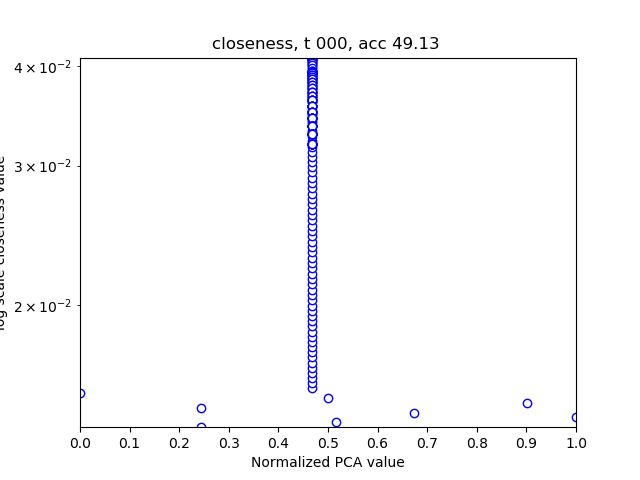 closeness, t 000, acc 49.13
4 × 10⁻²
3 × 10⁻²
2 × 10⁻²
log scale closeness value
0.0 0.1 0.2 0.3 0.4 0.5 0.6 0.7 0.8 0.9 1.0
Normalized PCA value